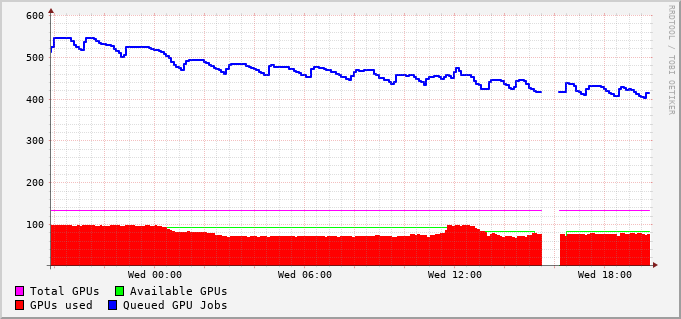 600
500
400
300
200
100
Wed 00:00 Wed 06:00 Wed 12:00 Wed 18:00
Total GPUs Available GPUs
GPUs used Queued GPU Jobs
RRDTOOL / TOBI OETIKER